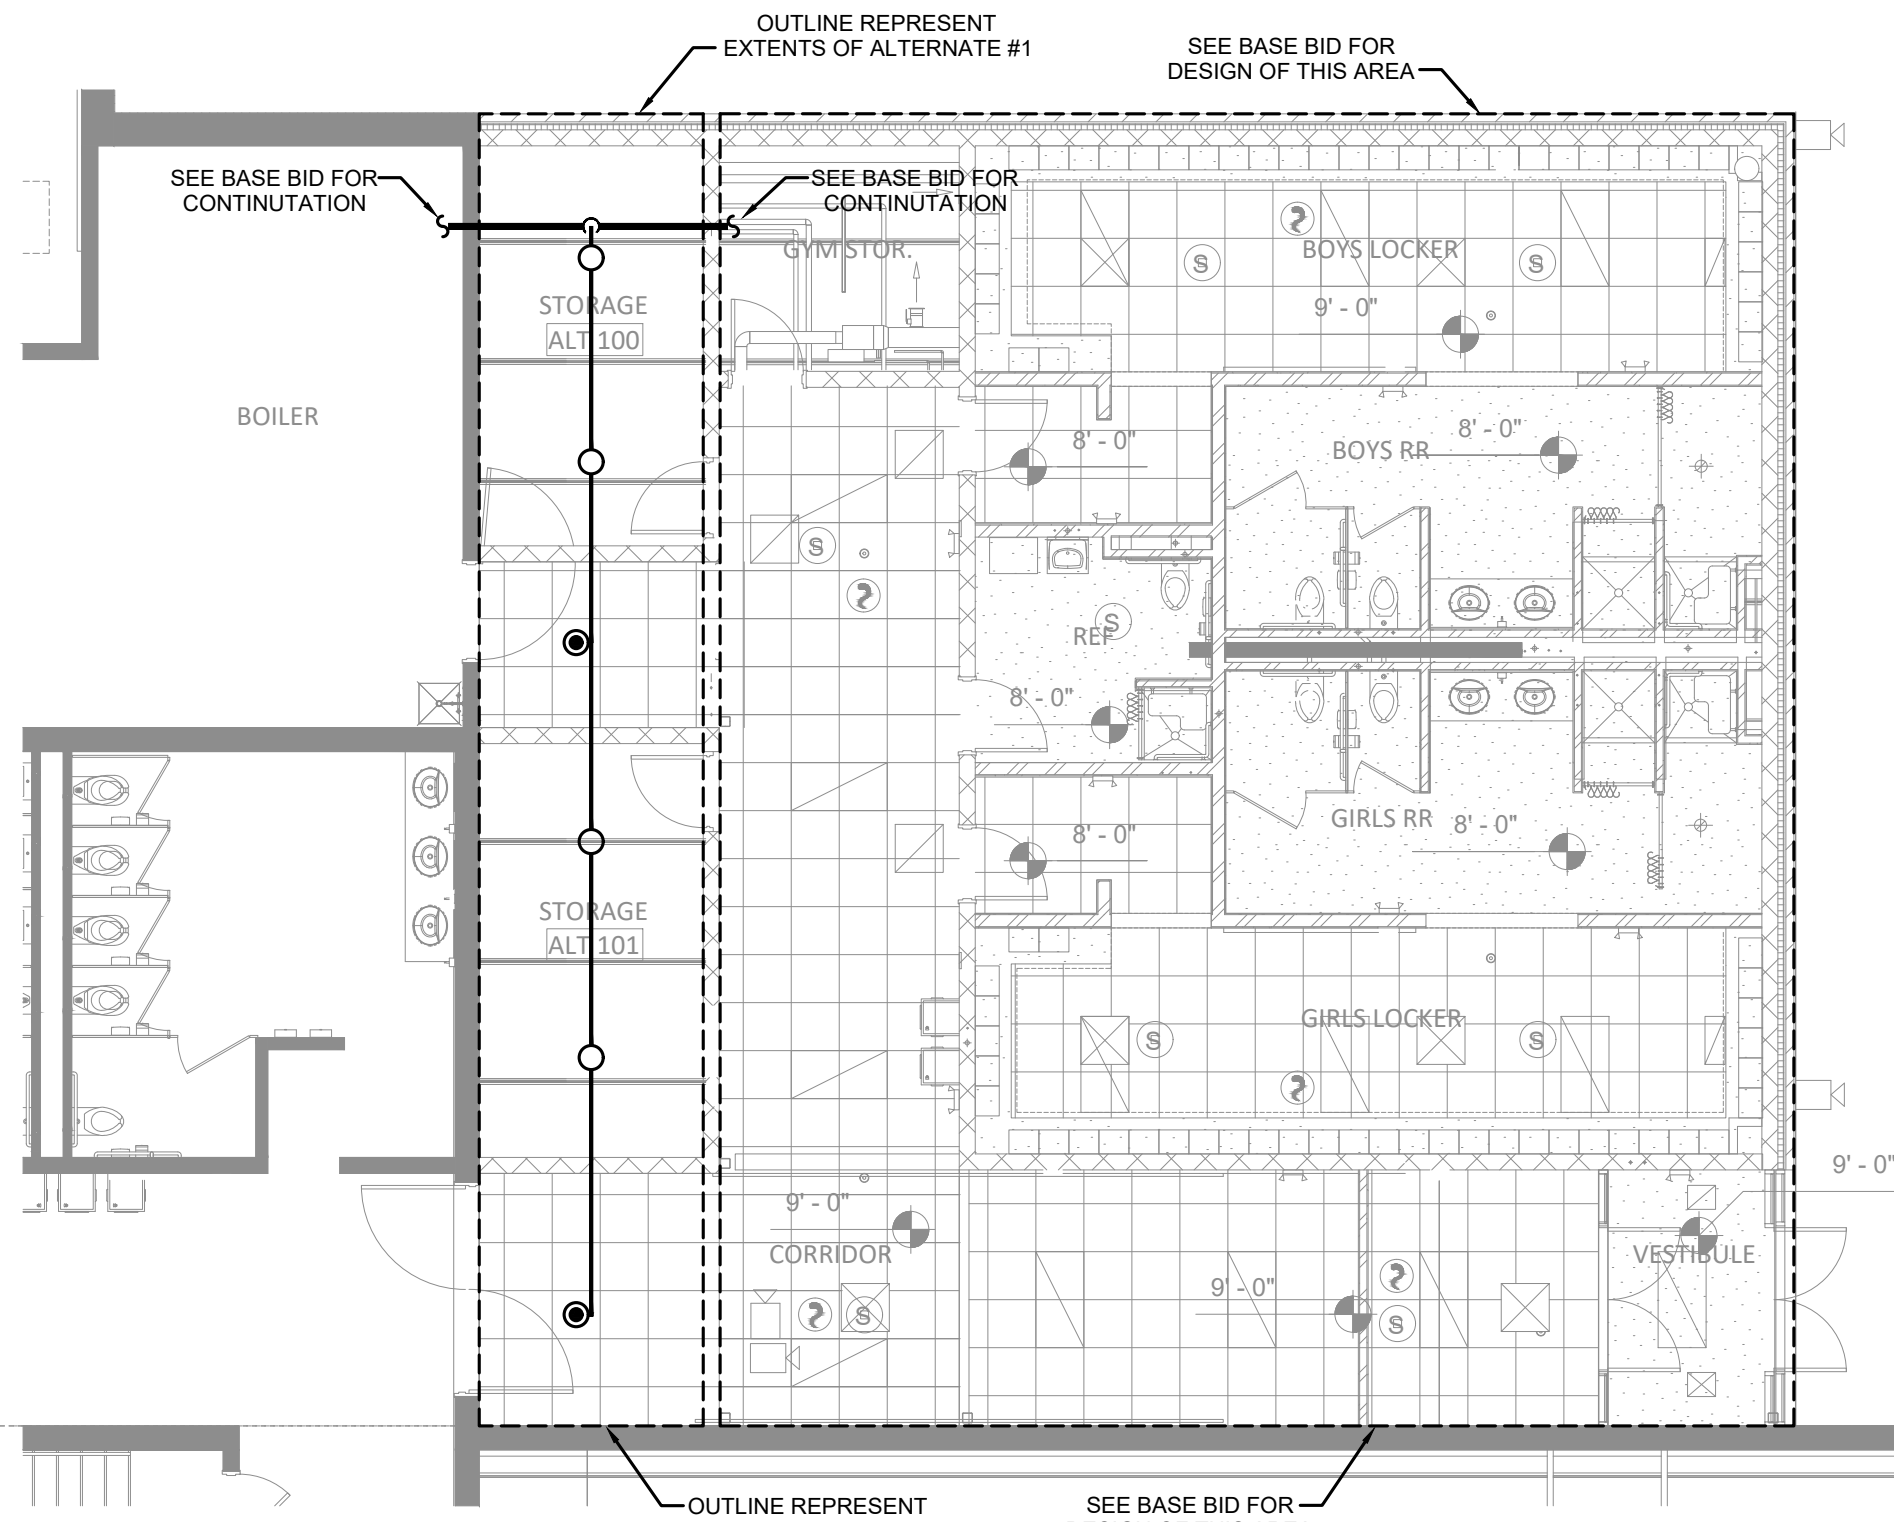 OUTLINE REPRESENT
EXTENTS OF ALTERNATE #1
SEE BASE BID FOR
DESIGN OF THIS AREA
SEE BASE BID FOR
CONTINUTATION
SEE BASE BID FOR
CONTINUTATION
GYM STOR.
S
BOYS LOCKER
S
9' - 0"
STORAGE
ALT 100
BOILER
8' - 0"
BOYS RR
8' - 0"
S
S
REF
8' - 0"
8' - 0"
GIRLS RR
8' - 0"
STORAGE
ALT 101
S
GIRLS LOCKER
S
9' - 0"
9' - 0"
CORRIDOR
VESTIBULE
9' - 0"
S
S
OUTLINE REPRESENT
SEE BASE BID FOR